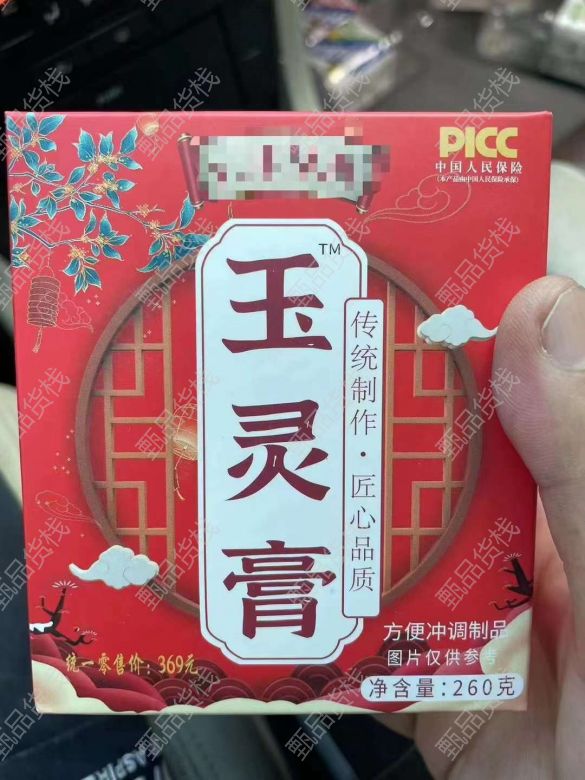 PICC
中国人民保险
(本产品由中国人民保险承保)
玉灵膏
TM
传统制作·匠心品质
方便冲调制品
图片仅供参考
统一零售价:369元
净含量:260克
甄品货栈